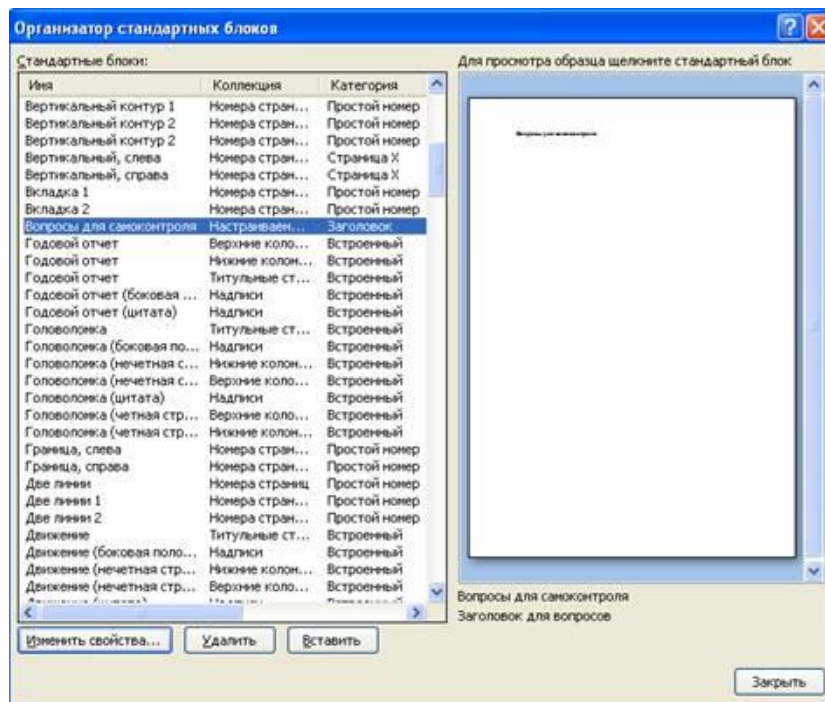 Организатор стандартных блоков
Стандартные блоки:
Для просмотра образца щелкните стандартный блок
Имя Коллекция Категория
Вертикальный контур 1 Номера стран... Простой номер
Вертикальный контур 2 Номера стран... Простой номер
Вертикальный контур 2 Номера стран... Простой номер
Вертикальный, слева Номера стран... Страница X
Вертикальный, справа Номера стран... Страница X
Вкладка 1 Номера стран... Простой номер
Вкладка 2 Номера стран... Простой номер
Вопросы для самоконтроля Настраиваем... Заголовок
Годовой отчет Верхние коло... Встроенный
Годовой отчет Нижние колон... Встроенный
Годовой отчет Титульные ст... Встроенный
Годовой отчет (боковая ... Надписи Встроенный
Годовой отчет (цитата) Надписи Встроенный
Головоломка Титульные ст... Встроенный
Головоломка (боковая по... Надписи Встроенный
Головоломка (нечетная с... Нижние колон... Встроенный
Головоломка (нечетная с... Верхние коло... Встроенный
Головоломка (цитата) Надписи Встроенный
Головоломка (четная стр... Верхние коло... Встроенный
Головоломка (четная стр... Нижние колон... Встроенный
Граница, слева Номера стран... Простой номер
Граница, справа Номера стран... Простой номер
Две линии Номера страниц Простой номер
Две линии 1 Номера стран... Простой номер
Две линии 2 Номера стран... Простой номер
Движение Титульные ст... Встроенный
Движение (боковая поло... Надписи Встроенный
Движение (нечетная стр... Нижние колон... Встроенный
Движение (нечетная стр... Верхние коло... Встроенный
Вопросы для самоконтроля
Заголовок для вопросов
Изменить свойства... Удалить Вставить
Закрыть